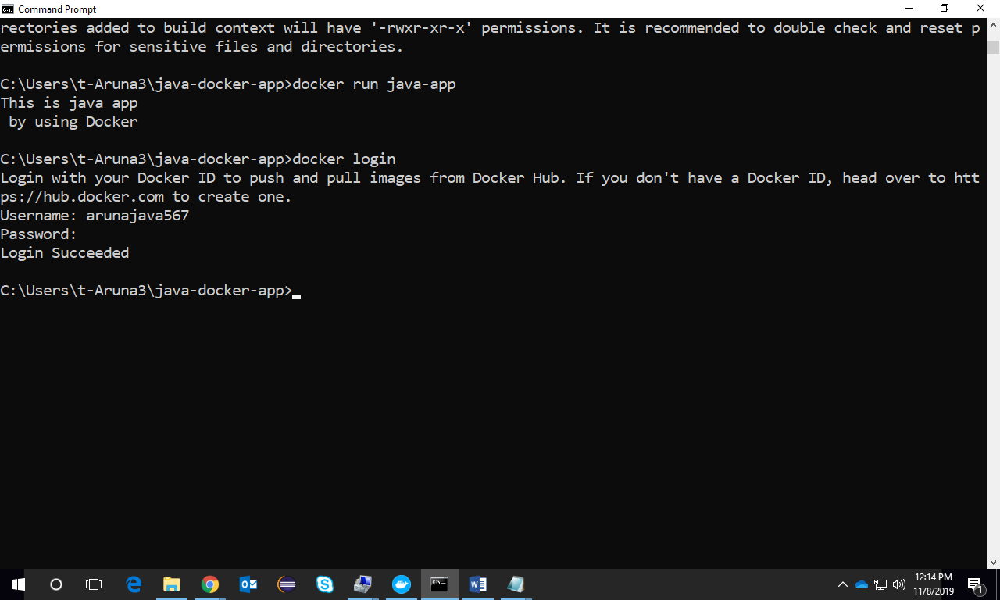 Command Prompt
rectories added to build context will have '-rwxr-xr-x' permissions. It is recommended to double check and reset p
ermissions for sensitive files and directories.
C:\Users\t-Aruna3\java-docker-app>docker run java-app
This is java app
 by using Docker
C:\Users\t-Aruna3\java-docker-app>docker login
Login with your Docker ID to push and pull images from Docker Hub. If you don't have a Docker ID, head over to htt
ps://hub.docker.com to create one.
Username: arunajava567
Password:
Login Succeeded
C:\Users\t-Aruna3\java-docker-app>
12:14 PM
11/8/2019
1